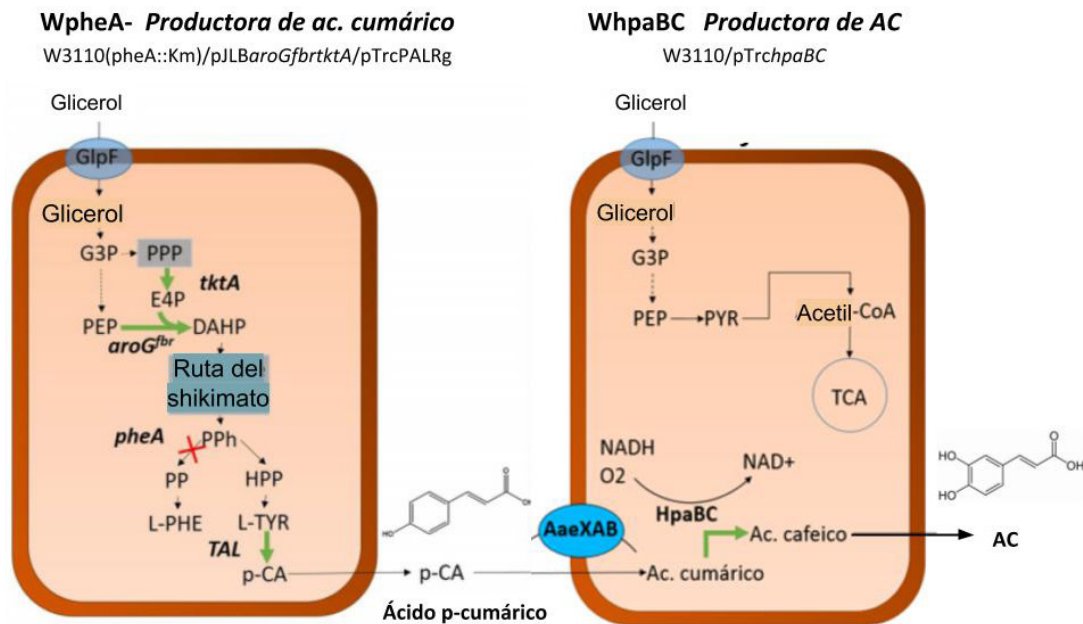 WpheA- Productora de ac. cumárico
W3110(pheA::Km)/pJLBaroGfbrtktA/pTrcPALRg
Glicerol
GlpF
Glicerol
G3P
PPP
tktA
E4P
PEP
DAHP
aroGfbr
Ruta del
shikimato
pheA
PPh
PP
HPP
L-PHE
L-TYR
TAL
p-CA
HO
O
p-CA
Ácido p-cumárico
WhpaBC Productora de AC
W3110/pTrchpaBC
Glicerol
GlpF
Glicerol
G3P
PEP
PYR
Acetil-CoA
TCA
NADH
O2
NAD+
HpaBC
AaeXAB
Ac. cumárico
Ac. cafeico
AC
HO
HO
O
OH